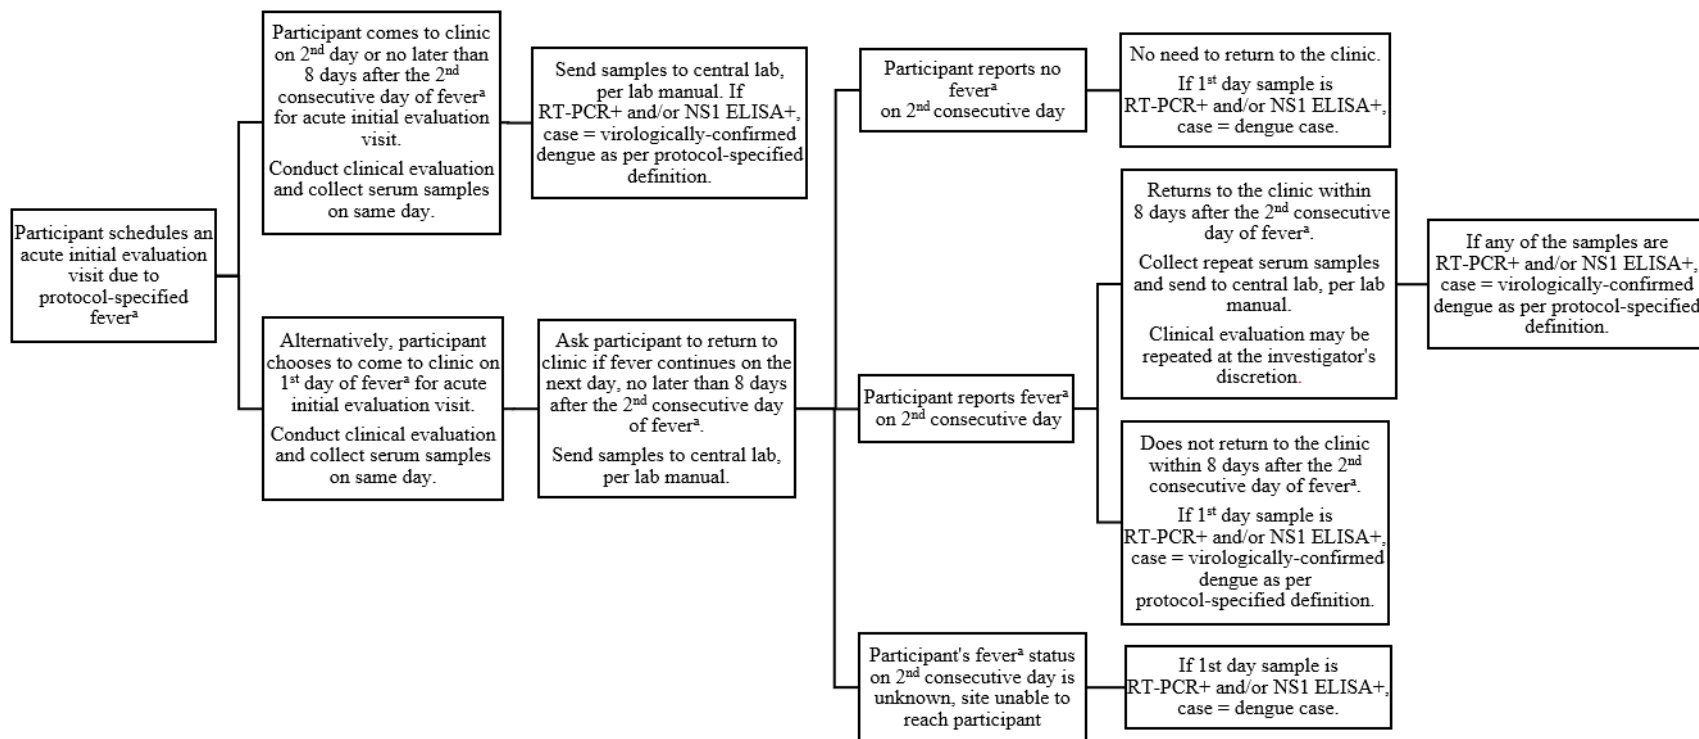 Participant schedules an
acute initial evaluation
visit due to
protocol-specified
feverᵃ
Participant comes to clinic
on 2ⁿᵈ day or no later than
8 days after the 2ⁿᵈ
consecutive day of feverᵃ
for acute initial evaluation
visit.
Conduct clinical evaluation
and collect serum samples
on same day.
Send samples to central lab,
per lab manual. If
RT-PCR+ and/or NS1 ELISA+,
case = virologically-confirmed
dengue as per protocol-specified
definition.
Alternatively, participant
chooses to come to clinic on
1ˢᵗ day of feverᵃ for acute
initial evaluation visit.
Conduct clinical evaluation
and collect serum samples
on same day.
Ask participant to return to
clinic if fever continues on the
next day, no later than 8 days
after the 2ⁿᵈ consecutive day
of feverᵃ.
Send samples to central lab,
per lab manual.
Participant reports no
feverᵃ
on 2ⁿᵈ consecutive day
No need to return to the clinic.
If 1ˢᵗ day sample is
RT-PCR+ and/or NS1 ELISA+,
case = dengue case.
Participant reports feverᵃ
on 2ⁿᵈ consecutive day
Returns to the clinic within
8 days after the 2ⁿᵈ consecutive
day of feverᵃ.
Collect repeat serum samples
and send to central lab, per lab
manual.
Clinical evaluation may be
repeated at the investigator's
discretion.
If any of the samples are
RT-PCR+ and/or NS1 ELISA+,
case = virologically-confirmed
dengue as per protocol-specified
definition.
Does not return to the clinic
within 8 days after the 2ⁿᵈ
consecutive day of feverᵃ.
If 1ˢᵗ day sample is
RT-PCR+ and/or NS1 ELISA+,
case = virologically-confirmed
dengue as per
protocol-specified definition.
Participant's feverᵃ status
on 2ⁿᵈ consecutive day is
unknown, site unable to
reach participant
If 1st day sample is
RT-PCR+ and/or NS1 ELISA+,
case = dengue case.